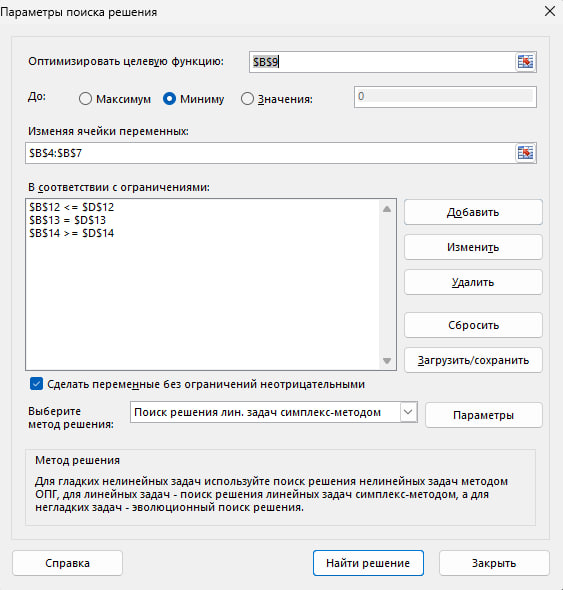 Параметры поиска решения
Оптимизировать целевую функцию: $B$9
До: Максимум Миниму Значения: 0
Изменяя ячейки переменных:
$B$4:$B$7
В соответствии с ограничениями:
$B$12 <= $D$12
$B$13 = $D$13
$B$14 >= $D$14
Добавить
Изменить
Удалить
Сбросить
Загрузить/сохранить
Сделать переменные без ограничений неотрицательными
Выберите
метод решения:
Поиск решения лин. задач симплекс-методом
Параметры
Метод решения
Для гладких нелинейных задач используйте поиск решения нелинейных задач методом
ОПГ, для линейных задач - поиск решения линейных задач симплекс-методом, а для
негладких задач - эволюционный поиск решения.
Справка
Найти решение
Закрыть